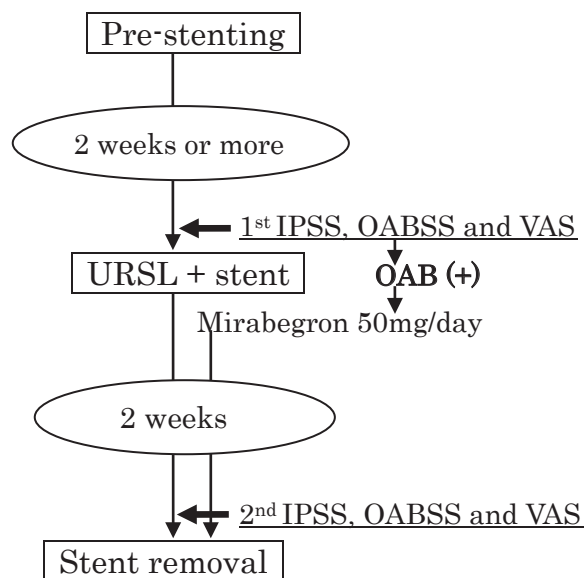 Pre-stenting
2 weeks or more
1st IPSS, OABSS and VAS
URSL + stent
OAB (+)
Mirabegron 50mg/day
2 weeks
2nd IPSS, OABSS and VAS
Stent removal